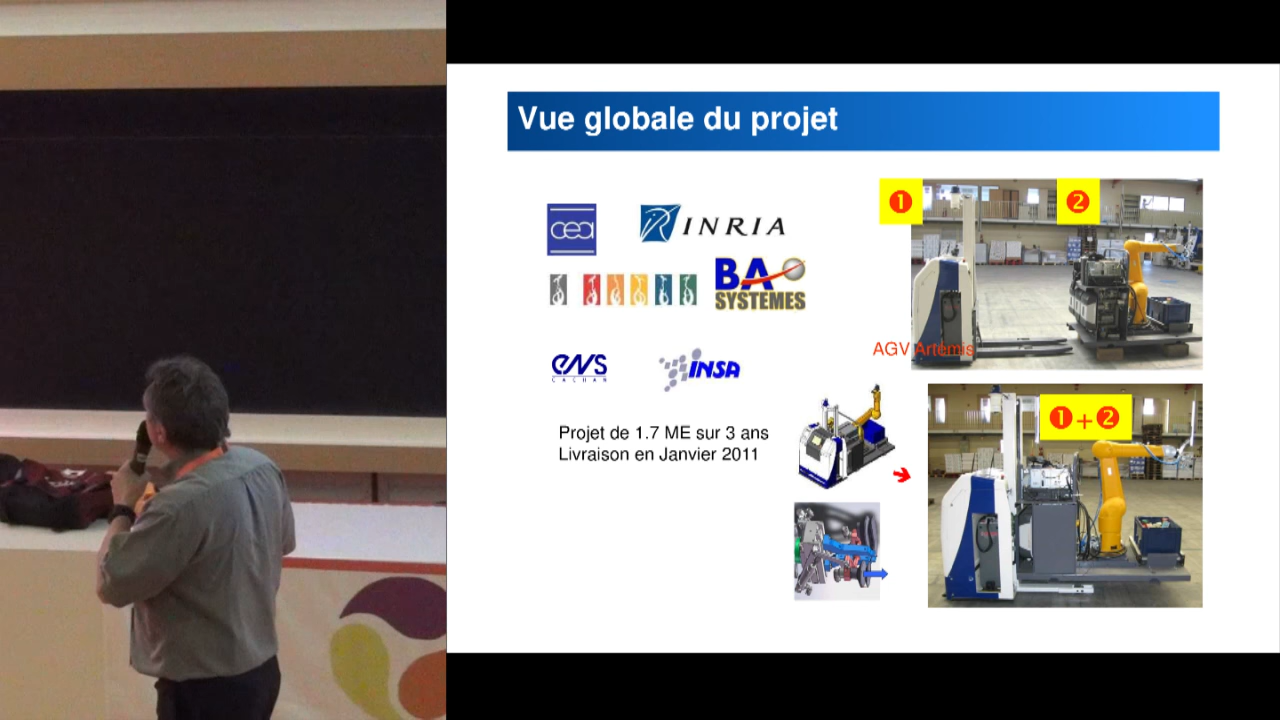 Vue globale du projet
cea
INRIA
BA
SYSTEMES
ENS
CACHAN
INSA
Projet de 1.7 ME sur 3 ans
Livraison en Janvier 2011
❶
❷
AGV Artemis
❶+❷